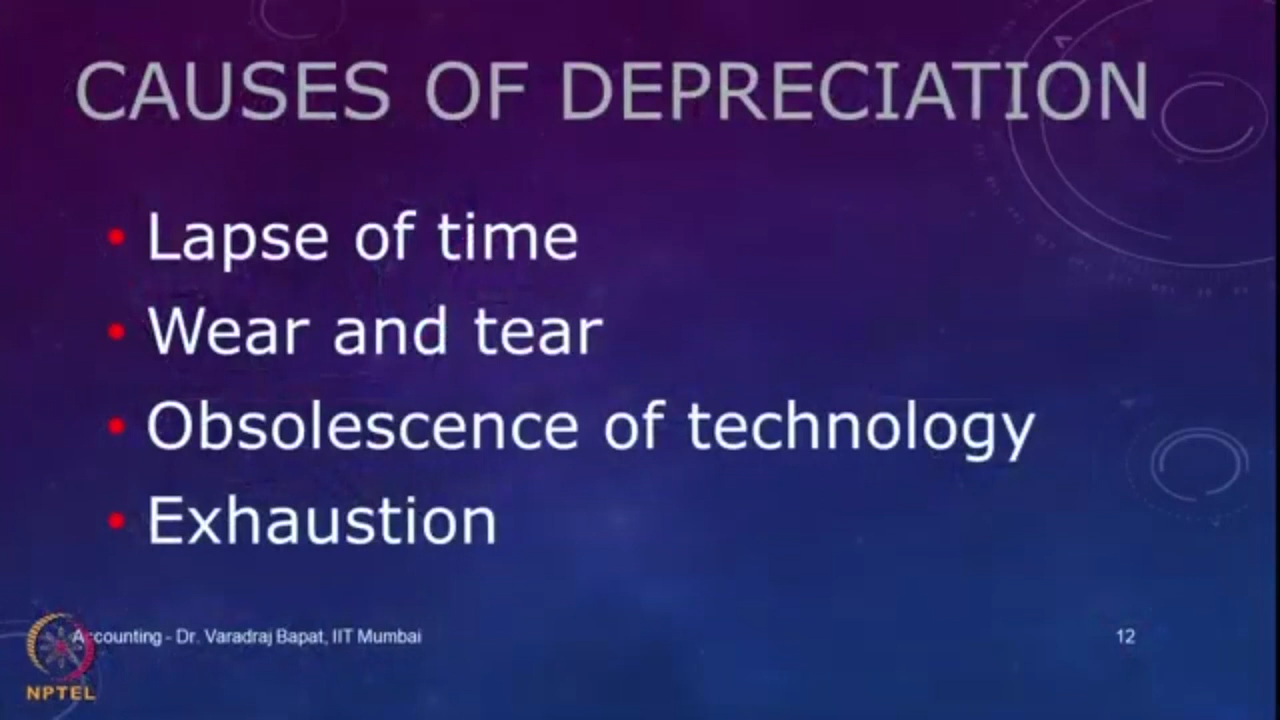 CAUSES OF DEPRECIATION
• Lapse of time
• Wear and tear
• Obsolescence of technology
• Exhaustion
Accounting - Dr. Varadraj Bapat, IIT Mumbai
12
NPTEL